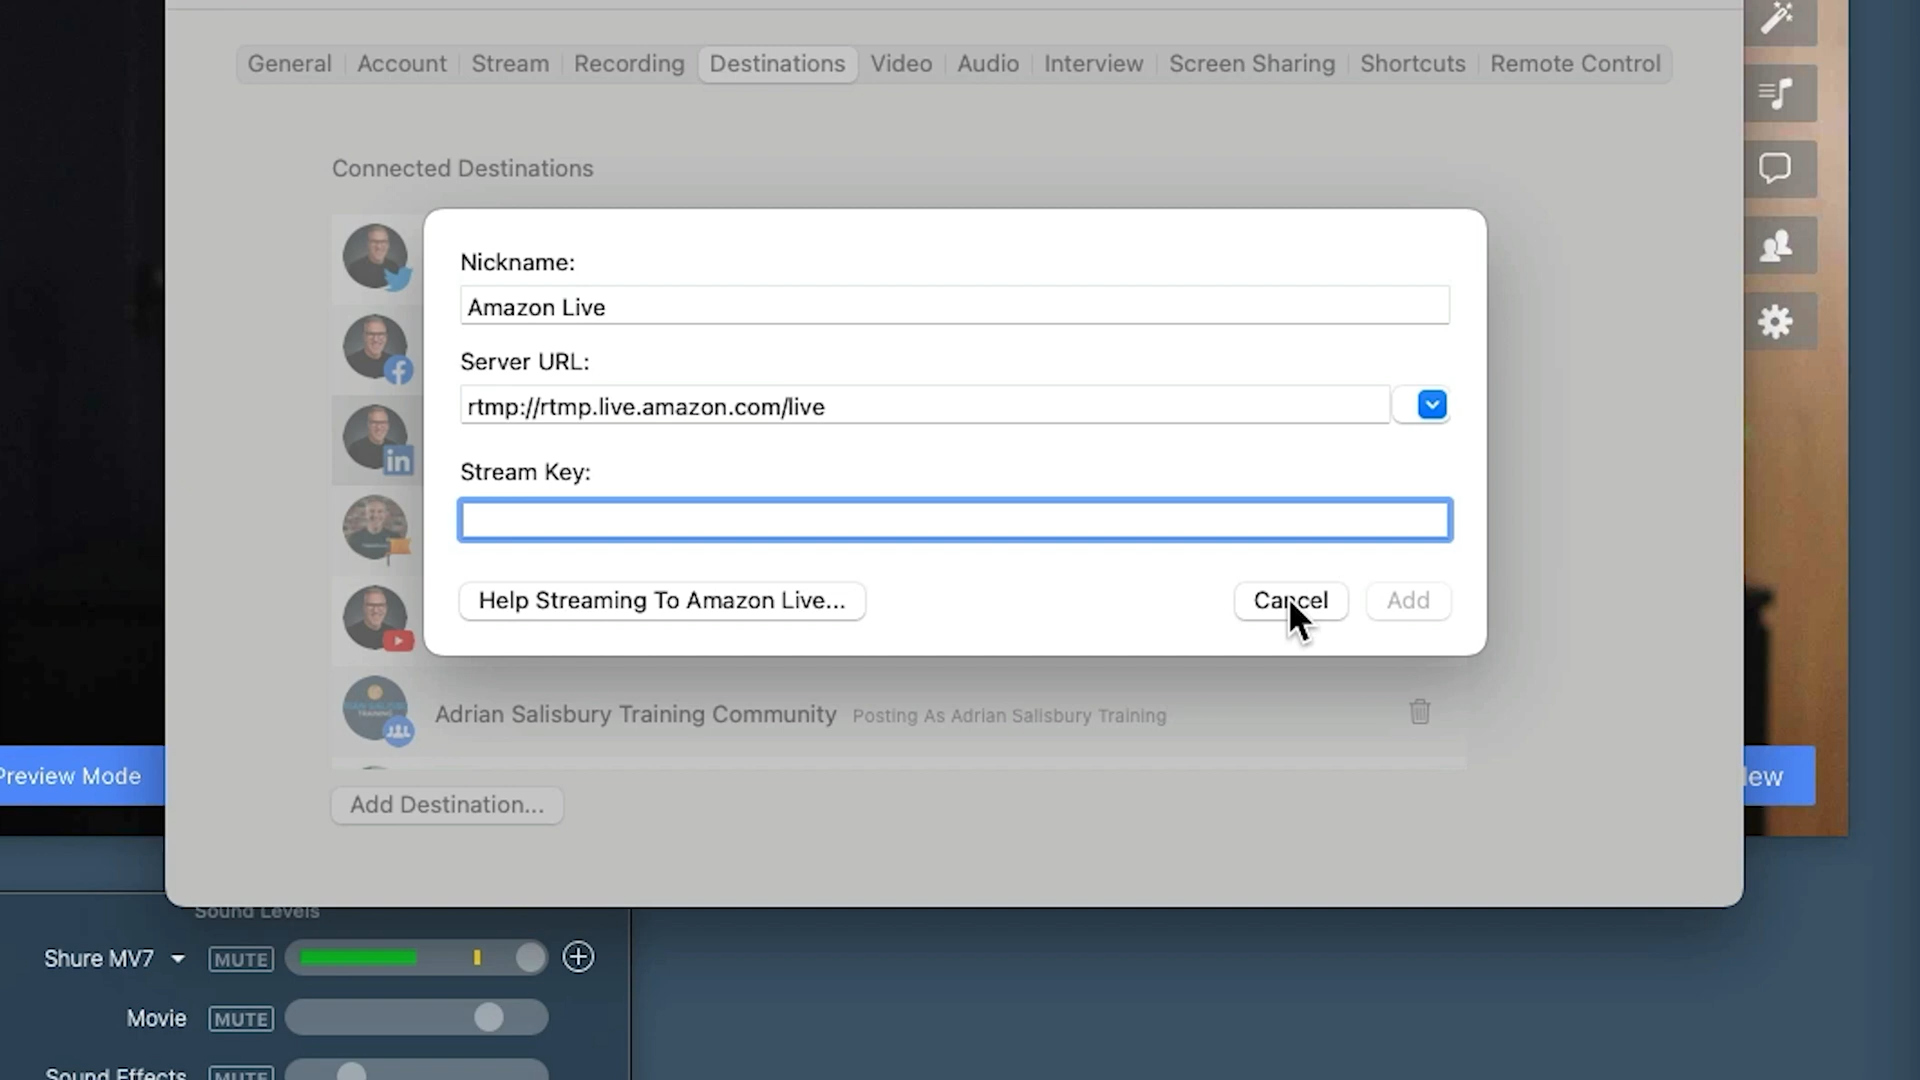 General Account Stream Recording Destinations Video Audio Interview Screen Sharing Shortcuts Remote Control
Connected Destinations
Nickname:
Amazon Live
Server URL:
rtmp://rtmp.live.amazon.com/live
Stream Key:
Help Streaming To Amazon Live...
Cancel
Add
Adrian Salisbury Training Community Posting As Adrian Salisbury Training
Preview Mode
Add Destination...
Sound Levels
Shure MV7 MUTE
Movie MUTE
Sound Effects MUTE